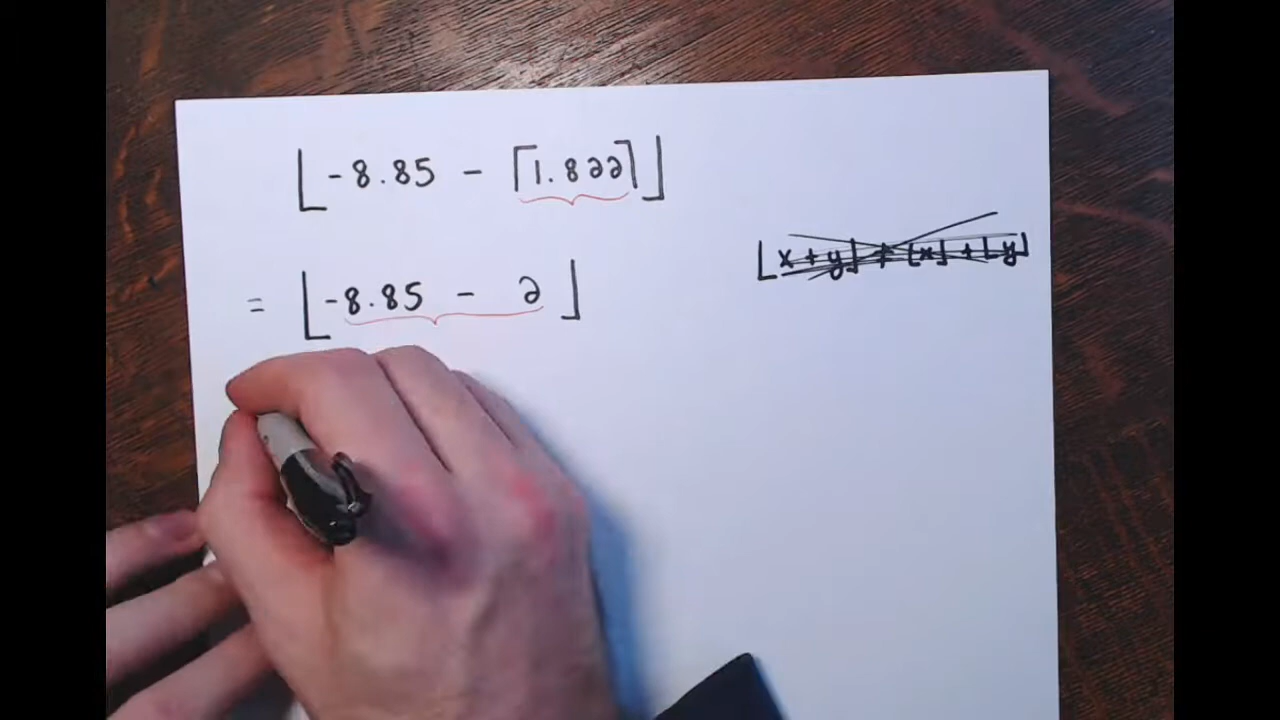 ⌊-8.85 - ⌈1.822⌉⌋
= ⌊-8.85 - 2⌋
⌊x+y⌋ ≠ ⌊x⌋ + ⌊y⌋